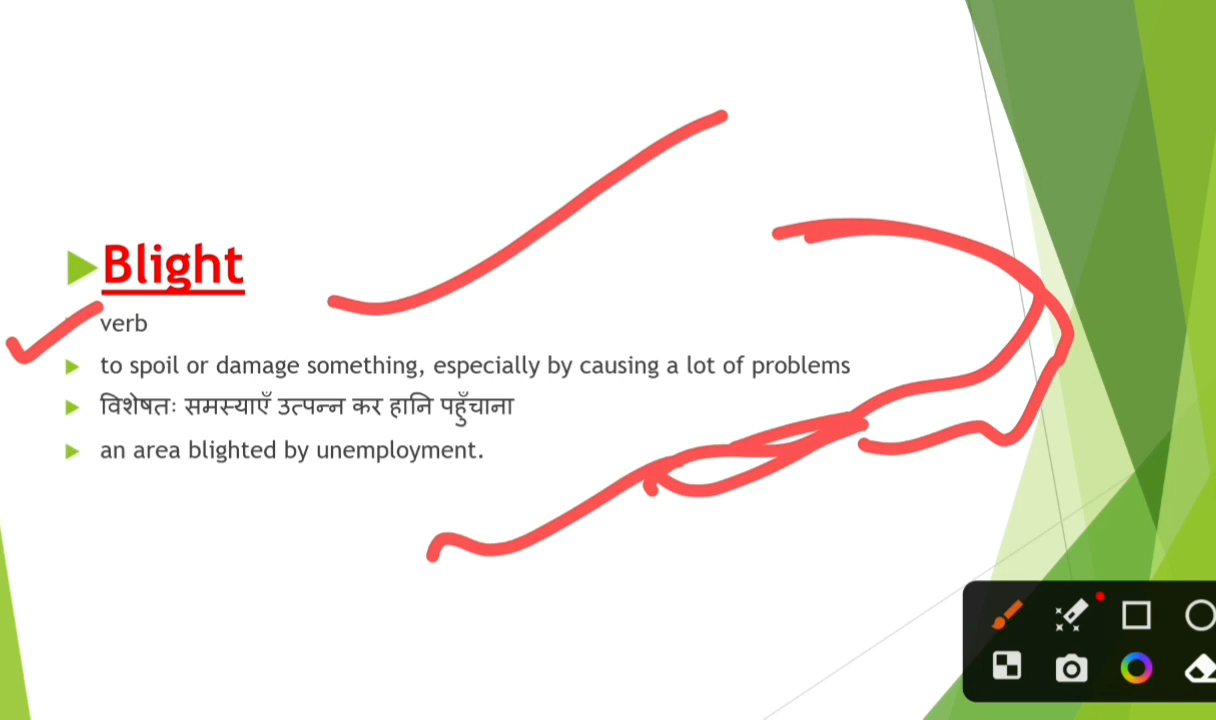 Blight
verb
to spoil or damage something, especially by causing a lot of problems
विशेषतः समस्याएँ उत्पन्न कर हानि पहुँचाना
an area blighted by unemployment.